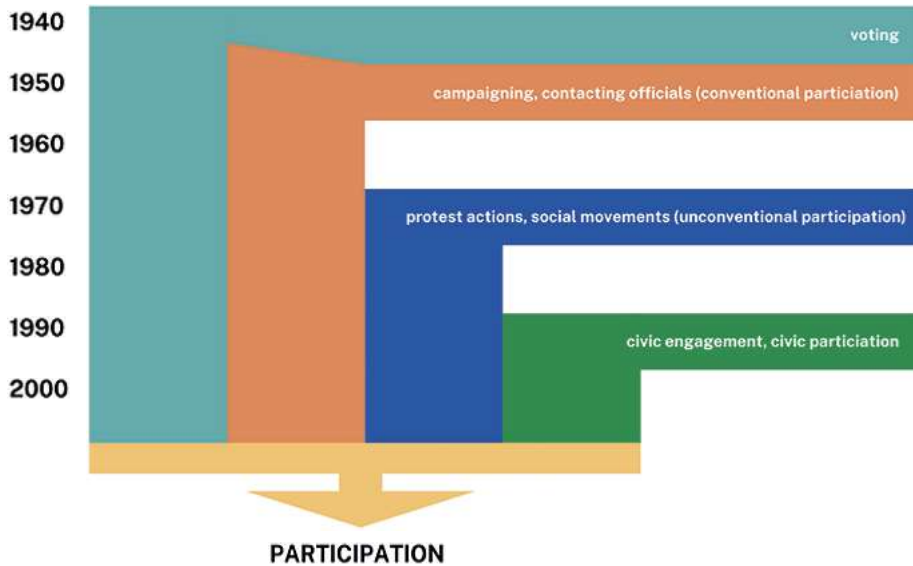 1940
voting
1950
campaigning, contacting officials (conventional particiation)
1960
1970
protest actions, social movements (unconventional participation)
1980
1990
civic engagement, civic particiation
2000
PARTICIPATION